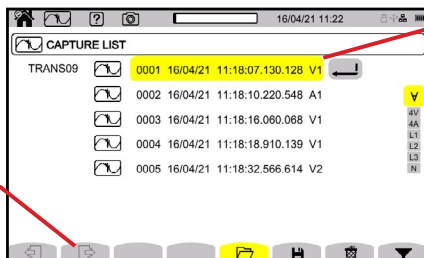 16/04/21 11:22
CAPTURE LIST
TRANS09 0001 16/04/21 11:18:07.130.128 V1
0002 16/04/21 11:18:10.220.548 A1
0003 16/04/21 11:18:16.060.068 V1
0004 16/04/21 11:18:18.910.139 V1
0005 16/04/21 11:18:32.566.614 V2
∀
4V
4A
L1
L2
L3
N